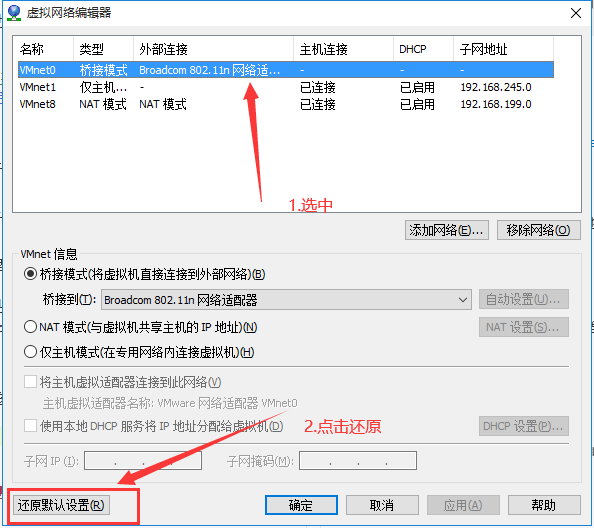 虚拟网络编辑器
名称 类型 外部连接 主机连接 DHCP 子网地址
VMnet0 桥接模式 Broadcom 802.11n 网络适... - - -
VMnet1 仅主机... - 已连接 已启用 192.168.245.0
VMnet8 NAT 模式 NAT 模式 已连接 已启用 192.168.199.0
1.选中
添加网络(E)... 移除网络(O)
VMnet 信息
桥接模式(将虚拟机直接连接到外部网络)(B)
桥接到(T): Broadcom 802.11n 网络适配器 自动设置(U)...
NAT 模式(与虚拟机共享主机的 IP 地址)(N) NAT 设置(S)...
仅主机模式(在专用网络内连接虚拟机)(H)
将主机虚拟适配器连接到此网络(V)
主机虚拟适配器名称: VMware 网络适配器 VMnet0
使用本地 DHCP 服务将 IP 地址分配给虚拟机(D) 2.点击还原 DHCP 设置(P)...
子网 IP (I): . . . 子网掩码(M): . . .
还原默认设置(R) 确定 取消 应用(A) 帮助